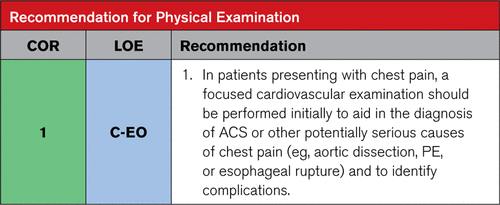 Recommendation for Physical Examination
COR LOE Recommendation
1 C-EO 1. In patients presenting with chest pain, a
focused cardiovascular examination should
be performed initially to aid in the diagnosis
of ACS or other potentially serious causes
of chest pain (eg, aortic dissection, PE,
or esophageal rupture) and to identify
complications.